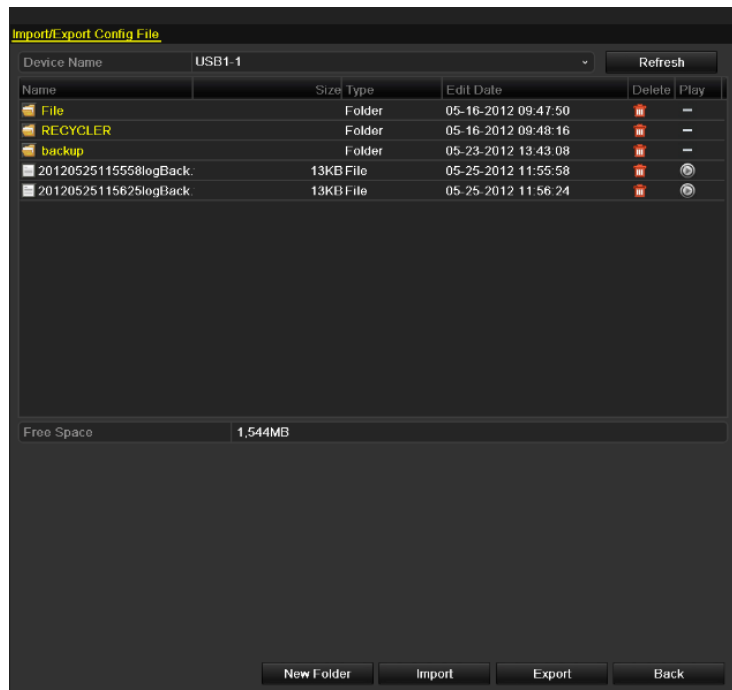 Import/Export Config File
Device Name USB1-1 Refresh
Name Size Type Edit Date Delete Play
File Folder 05-16-2012 09:47:50 –
RECYCLER Folder 05-16-2012 09:48:16 –
backup Folder 05-23-2012 13:43:08 –
20120525115558logBack. 13KB File 05-25-2012 11:55:58
20120525115625logBack. 13KB File 05-25-2012 11:56:24
Free Space 1,544MB
New Folder Import Export Back